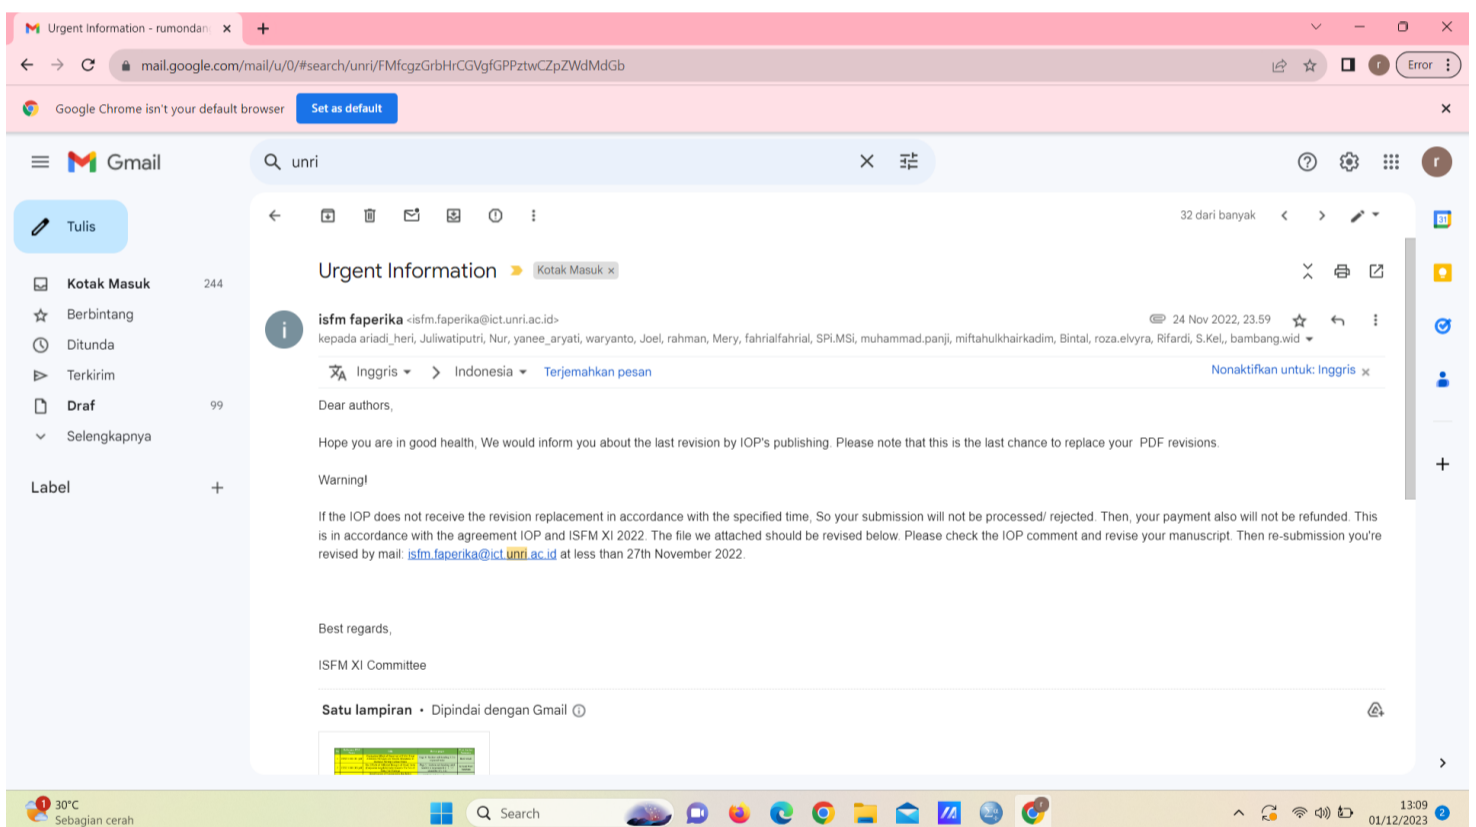 Urgent Information - rumondan
mail.google.com/mail/u/0/#search/unri/FMfcgzGrbHrCGVgfGPPztwCZpZWdMdGb
r
Error
Google Chrome isn't your default browser
Set as default
Gmail
unri
r
Tulis
32 dari banyak
31
Urgent Information
Kotak Masuk ×
Kotak Masuk 244
Berbintang
Ditunda
Terkirim
Draf 99
Selengkapnya
Label
i
isfm faperika <isfm.faperika@ict.unri.ac.id>
24 Nov 2022, 23.59
kepada ariadi_heri, Juliwatiputri, Nur, yanee_aryati, waryanto, Joel, rahman, Mery, fahrialfahrial, SPi.MSi, muhammad.panji, miftahulkhairkadim, Bintal, roza.elvyra, Rifardi, S.Kel,, bambang.wid
Inggris
Indonesia
Terjemahkan pesan
Nonaktifkan untuk: Inggris ×
Dear authors,
Hope you are in good health, We would inform you about the last revision by IOP's publishing. Please note that this is the last chance to replace your PDF revisions.
Warning!
If the IOP does not receive the revision replacement in accordance with the specified time, So your submission will not be processed/ rejected. Then, your payment also will not be refunded. This
is in accordance with the agreement IOP and ISFM XI 2022. The file we attached should be revised below. Please check the IOP comment and revise your manuscript. Then re-submission you're
revised by mail: isfm.faperika@ict.unri.ac.id at less than 27th November 2022.
Best regards,
ISFM XI Committee
Satu lampiran • Dipindai dengan Gmail
1
30°C
Sebagian cerah
Search
r
13:09
01/12/2023
2